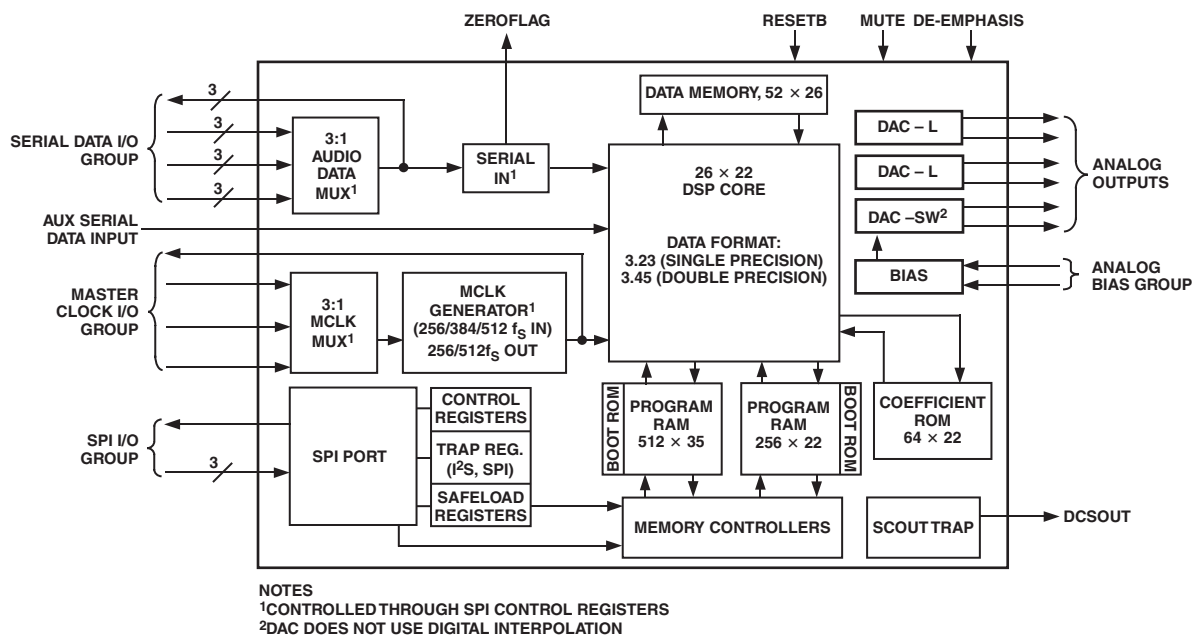 ZEROFLAG
RESETB
MUTE
DE-EMPHASIS
SERIAL DATA I/O
GROUP
3
3
3
3
3:1
AUDIO
DATA
MUX¹
SERIAL
IN¹
DATA MEMORY, 52 × 26
26 × 22
DSP CORE
DATA FORMAT:
3.23 (SINGLE PRECISION)
3.45 (DOUBLE PRECISION)
DAC – L
DAC – L
DAC –SW²
BIAS
ANALOG
OUTPUTS
ANALOG
BIAS GROUP
AUX SERIAL
DATA INPUT
MASTER
CLOCK I/O
GROUP
3:1
MCLK
MUX¹
MCLK
GENERATOR¹
(256/384/512 fS IN)
256/512fS OUT
SPI I/O
GROUP
3
SPI PORT
CONTROL
REGISTERS
TRAP REG.
(I²S, SPI)
SAFELOAD
REGISTERS
BOOT ROM
PROGRAM
RAM
512 × 35
PROGRAM
RAM
256 × 22
BOOT ROM
COEFFICIENT
ROM
64 × 22
MEMORY CONTROLLERS
SCOUT TRAP
DCSOUT
NOTES
¹CONTROLLED THROUGH SPI CONTROL REGISTERS
²DAC DOES NOT USE DIGITAL INTERPOLATION